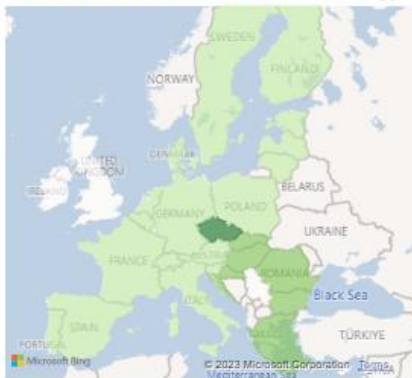 SWEDEN
FINLAND
NORWAY
DENMARK
UNITED
KINGDOM
IRELAND
BELARUS
POLAND
GERMANY
UKRAINE
FRANCE
ROMANIA
ITALY
Black Sea
PORTUGAL
SPAIN
TÜRKIYE
Microsoft Bing
© 2023 Microsoft Corporation Terms
Mediterranean Sea